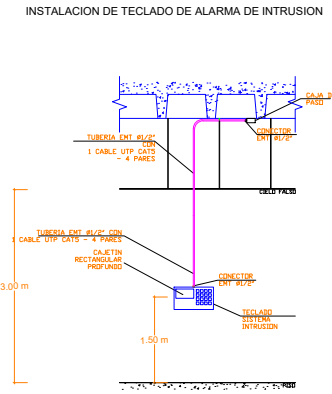 INSTALACION DE TECLADO DE ALARMA DE INTRUSION
CAJA D
PASO
TUBERIA EMT ø1/2"
CON
1 CABLE UTP CAT5
- 4 PARES
CONECTOR
EMT ø1/2"
CIELO FALSO
TUBERIA EMT ø1/2" CON
1 CABLE UTP CAT5 - 4 PARES
CAJETIN
RECTANGULAR
PROFUNDO
CONECTOR
EMT ø1/2"
3.00 m
TECLADO
SISTEMA
INTRUSION
1.50 m
PISO